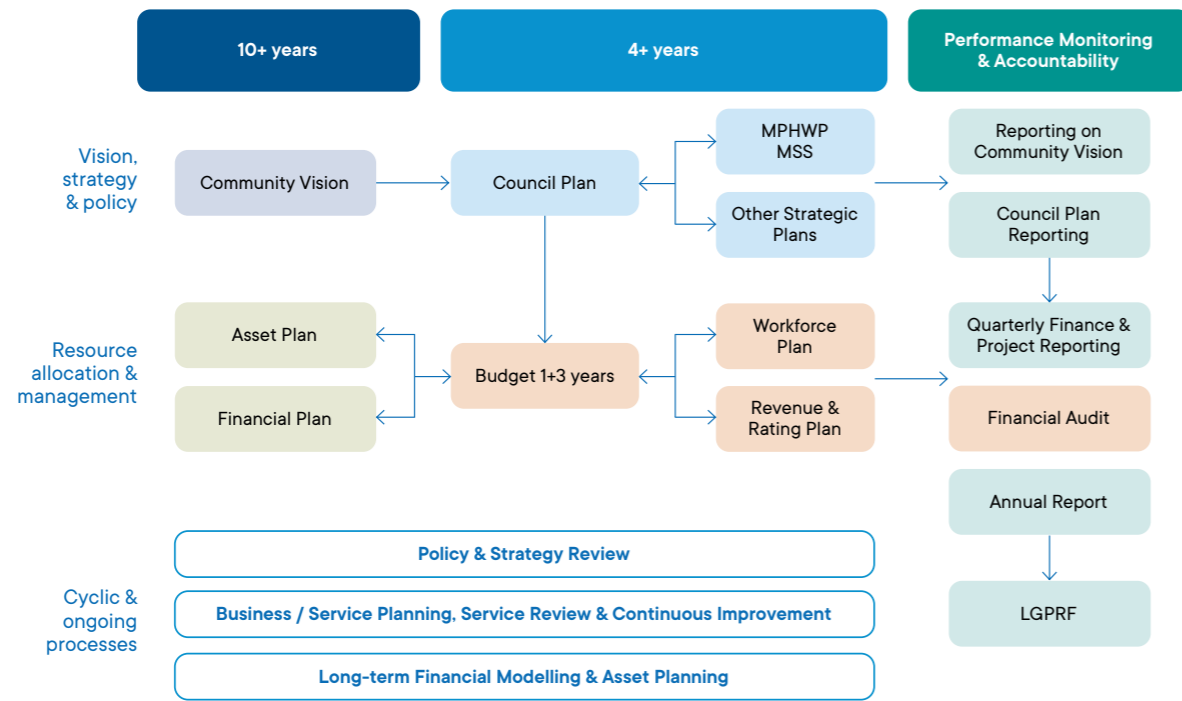 10+ years
4+ years
Performance Monitoring
& Accountability
Vision,
strategy
& policy
Community Vision
Council Plan
MPHWP
MSS
Other Strategic
Plans
Reporting on
Community Vision
Council Plan
Reporting
Resource
allocation &
management
Asset Plan
Financial Plan
Budget 1+3 years
Workforce
Plan
Revenue &
Rating Plan
Quarterly Finance &
Project Reporting
Financial Audit
Annual Report
LGPRF
Cyclic &
ongoing
processes
Policy & Strategy Review
Business / Service Planning, Service Review & Continuous Improvement
Long-term Financial Modelling & Asset Planning